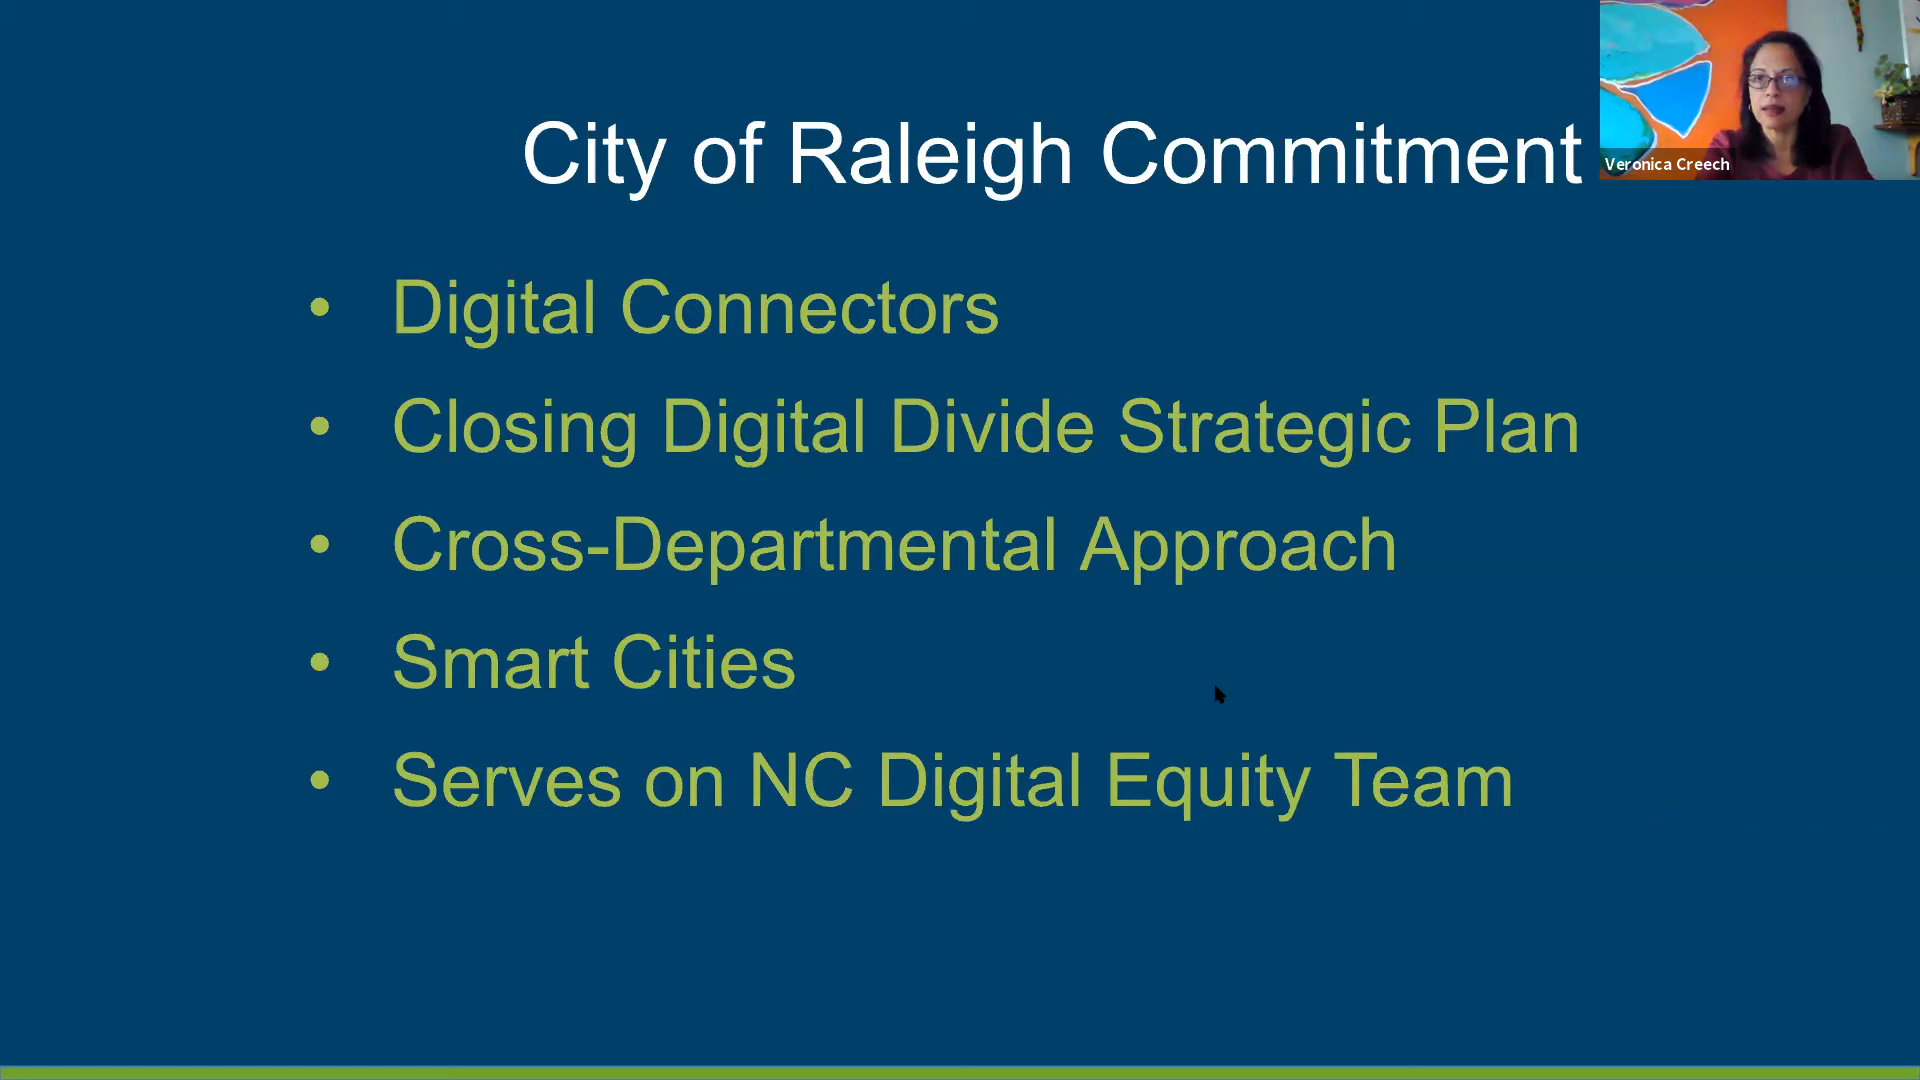 City of Raleigh Commitment
Veronica Creech
• Digital Connectors
• Closing Digital Divide Strategic Plan
• Cross-Departmental Approach
• Smart Cities
• Serves on NC Digital Equity Team